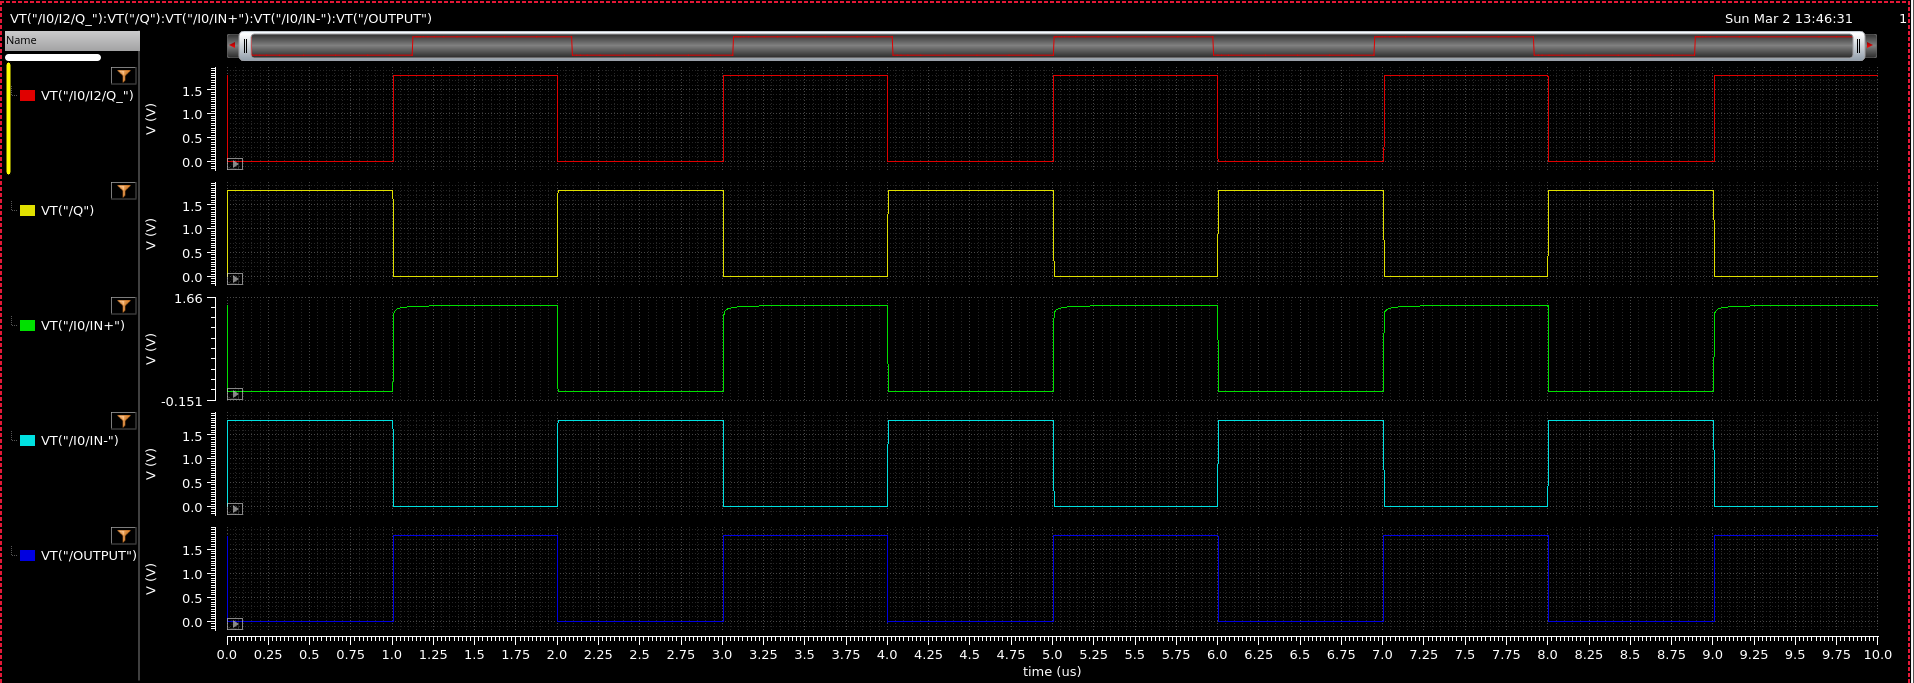 VT("/I0/I2/Q_"):VT("/Q"):VT("/I0/IN+"):VT("/I0/IN-"):VT("/OUTPUT")
Sun Mar 2 13:46:31 1
Name
VT("/I0/I2/Q_")
V (V)
1.5
1.0
0.5
0.0
VT("/Q")
V (V)
1.5
1.0
0.5
0.0
VT("/I0/IN+")
V (V)
1.66
-0.151
VT("/I0/IN-")
V (V)
1.5
1.0
0.5
0.0
VT("/OUTPUT")
V (V)
1.5
1.0
0.5
0.0
0.0 0.25 0.5 0.75 1.0 1.25 1.5 1.75 2.0 2.25 2.5 2.75 3.0 3.25 3.5 3.75 4.0 4.25 4.5 4.75 5.0 5.25 5.5 5.75 6.0 6.25 6.5 6.75 7.0 7.25 7.5 7.75 8.0 8.25 8.5 8.75 9.0 9.25 9.5 9.75 10.0
time (us)